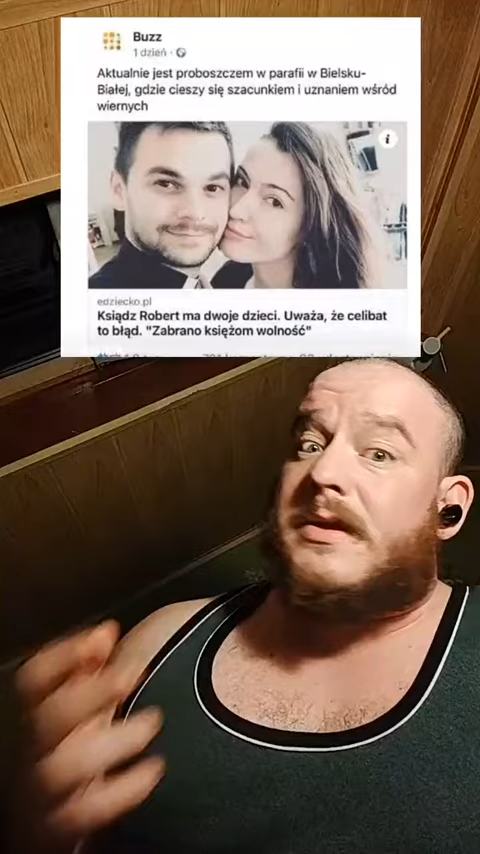 Buzz
1 dzień ·
Aktualnie jest proboszczem w parafii w Bielsku-
Białej, gdzie cieszy się szacunkiem i uznaniem wśród
wiernych
i
edziecko.pl
Ksiądz Robert ma dwoje dzieci. Uważa, że celibat
to błąd. "Zabrano księżom wolność"